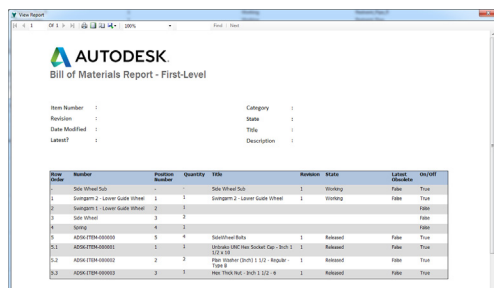 View Report
1 Of 1 100% Find | Next
AUTODESK.
Bill of Materials Report - First-Level
Item Number : Category :
Revision : State :
Date Modified : Title :
Latest? : Description :
Row Order Number Position Number Quantity Title Revision State Latest Obsolete On/Off
- Side Wheel Sub - - Side Wheel Sub 1 Working False True
1 Swingarm 2 - Lower Guide Wheel 1 1 Swingarm 2 - Lower Guide Wheel 1 Working False True
2 Swingarm 1 - Lower Guide Wheel 2 1 False
3 Side Wheel 3 False
4 Spring 4 1 False
5 ADSK-ITEM-000000 5 4 SideWheel Bolts 1 Released False True
5.1 ADSK-ITEM-000001 1 1 Unbrako UNC Hex Socket Cap - Inch 1 1/2 x 10 1 Released False True
5.2 ADSK-ITEM-000002 2 Plain Washer (Inch) 1 1/2 - Regular - Type B 1 Released False True
5.3 ADSK-ITEM-000003 3 1 Hex Thick Nut - Inch 1 1/2 - 6 1 Released False True